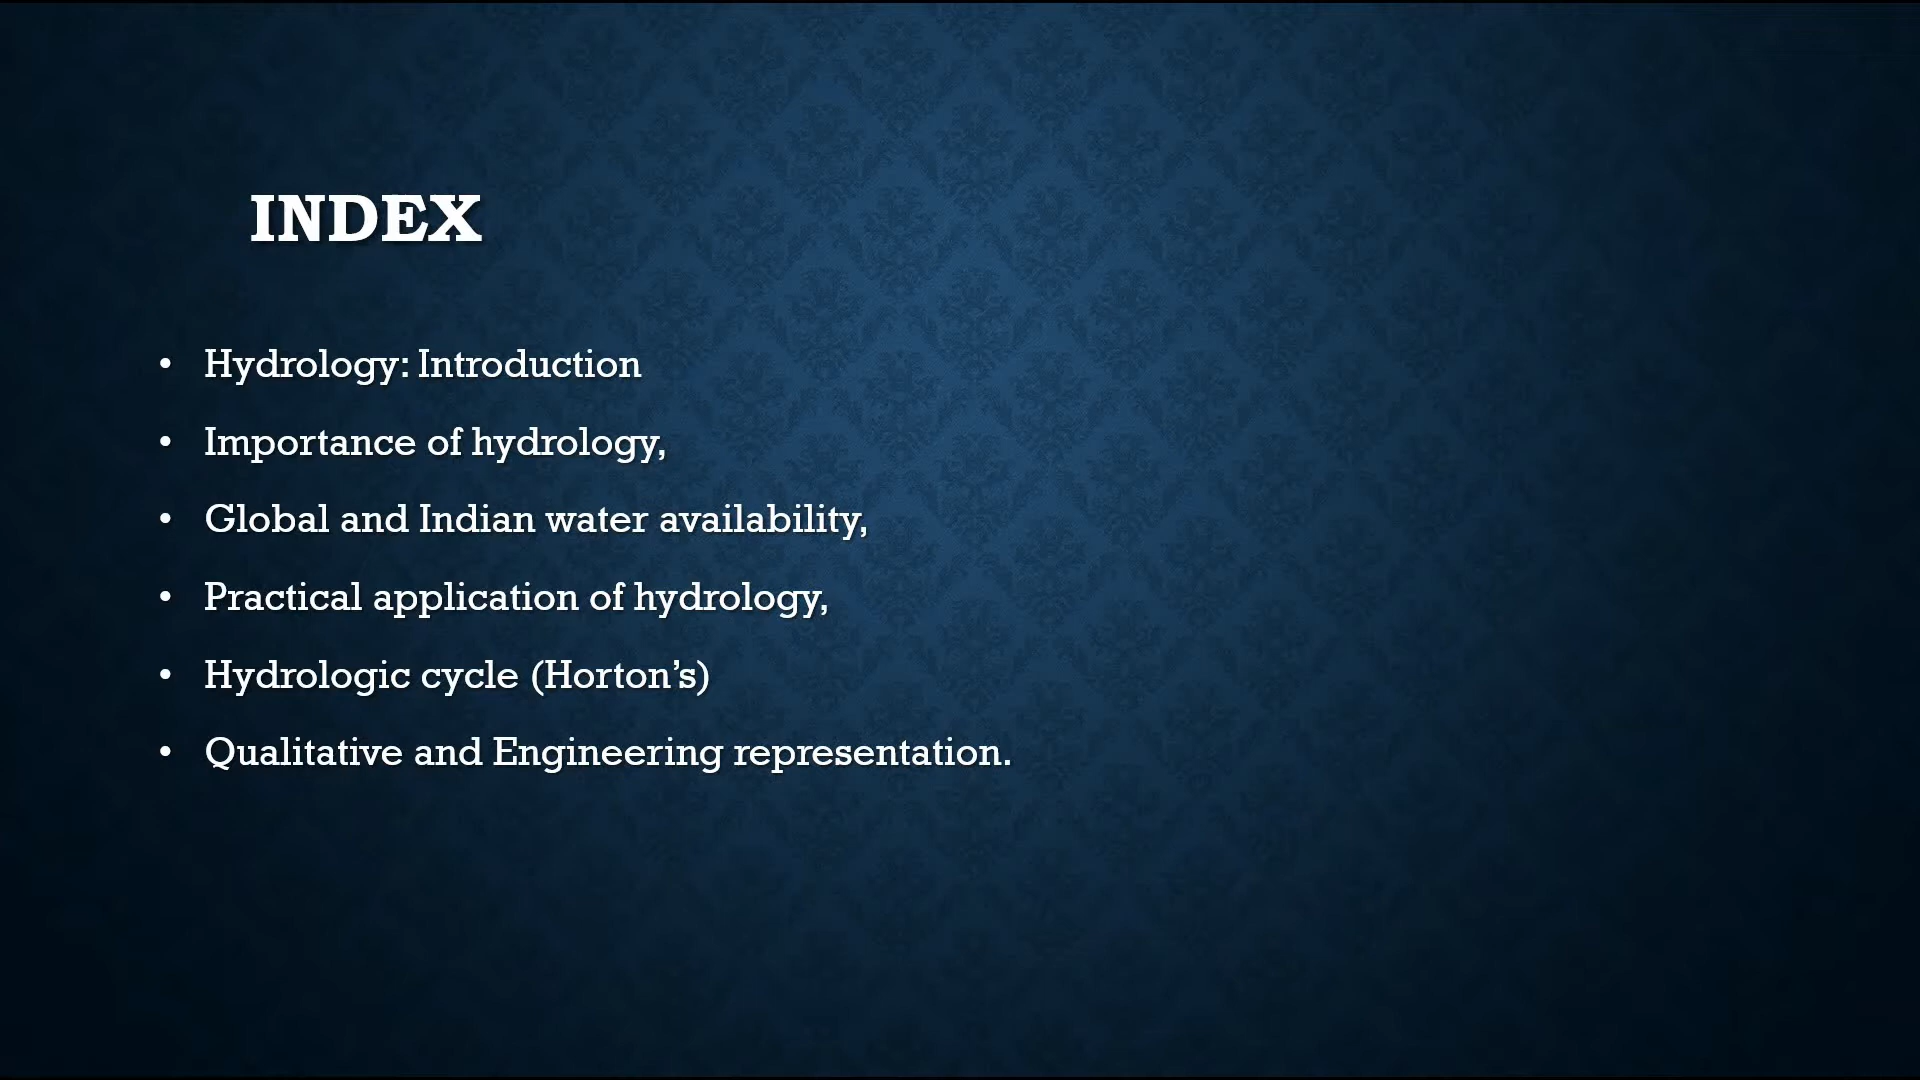 INDEX
• Hydrology: Introduction
• Importance of hydrology,
• Global and Indian water availability,
• Practical application of hydrology,
• Hydrologic cycle (Horton’s)
• Qualitative and Engineering representation.